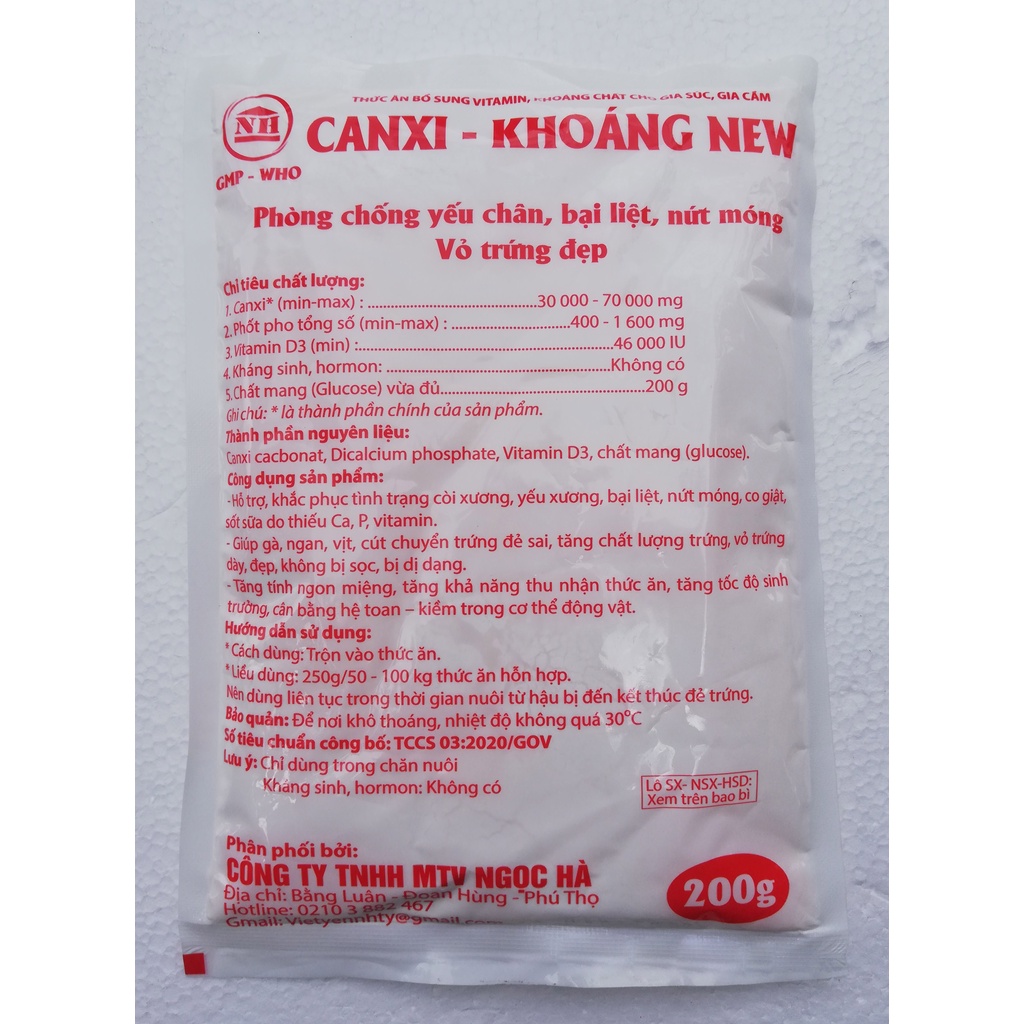 THỨC ĂN BỔ SUNG VITAMIN, KHOÁNG CHẤT CHO GIA SÚC, GIA CẦM
NH
CANXI - KHOÁNG NEW
GMP - WHO
Phòng chống yếu chân, bại liệt, nứt móng
Vỏ trứng đẹp
Chỉ tiêu chất lượng:
1. Canxi* (min-max) : ......................................30 000 - 70 000 mg
2. Phốt pho tổng số (min-max) : ...........................400 - 1 600 mg
3. Vitamin D3 (min) :..........................................................46 000 IU
4. Kháng sinh, hormon: ...................................................Không có
5. Chất mang (Glucose) vừa đủ...............................................200 g
Ghi chú: * là thành phần chính của sản phẩm.
Thành phần nguyên liệu:
Canxi cacbonat, Dicalcium phosphate, Vitamin D3, chất mang (glucose).
Công dụng sản phẩm:
- Hỗ trợ, khắc phục tình trạng còi xương, yếu xương, bại liệt, nứt móng, co giật,
sốt sữa do thiếu Ca, P, vitamin.
- Giúp gà, ngan, vịt, cút chuyển trứng đẻ sai, tăng chất lượng trứng, vỏ trứng
dày, đẹp, không bị sọc, bị dị dạng.
- Tăng tính ngon miệng, tăng khả năng thu nhận thức ăn, tăng tốc độ sinh
trưởng, cân bằng hệ toan – kiềm trong cơ thể động vật.
Hướng dẫn sử dụng:
* Cách dùng: Trộn vào thức ăn.
* Liều dùng: 250g/50 - 100 kg thức ăn hỗn hợp.
Nên dùng liên tục trong thời gian nuôi từ hậu bị đến kết thúc đẻ trứng.
Bảo quản: Để nơi khô thoáng, nhiệt độ không quá 30°C
Số tiêu chuẩn công bố: TCCS 03:2020/GOV
Lưu ý: Chỉ dùng trong chăn nuôi
Kháng sinh, hormon: Không có
Lô SX- NSX-HSD:
Xem trên bao bì
Phân phối bởi:
CÔNG TY TNHH MTV NGỌC HÀ
Địa chỉ: Bằng Luân - Đoan Hùng - Phú Thọ
Hotline: 0210 3 882 467
Gmail: Vietyennhty@gmail.com
200g